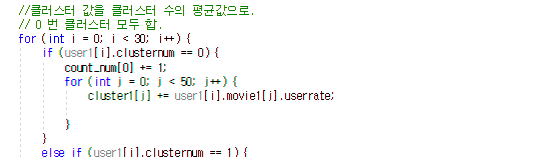 //클러스터 값을 클러스터 수의 평균값으로.
// 0 번 클러스터 모두 합.
for (int i = 0; i < 30; i++) {
if (user1[i].clusternum == 0){
count_num[0] += 1;
for (int j = 0; j < 50; j++) {
cluster1[j] += user1[i].movie1[j].userrate;
}
}
else if (user1[i].clusternum == 1) {